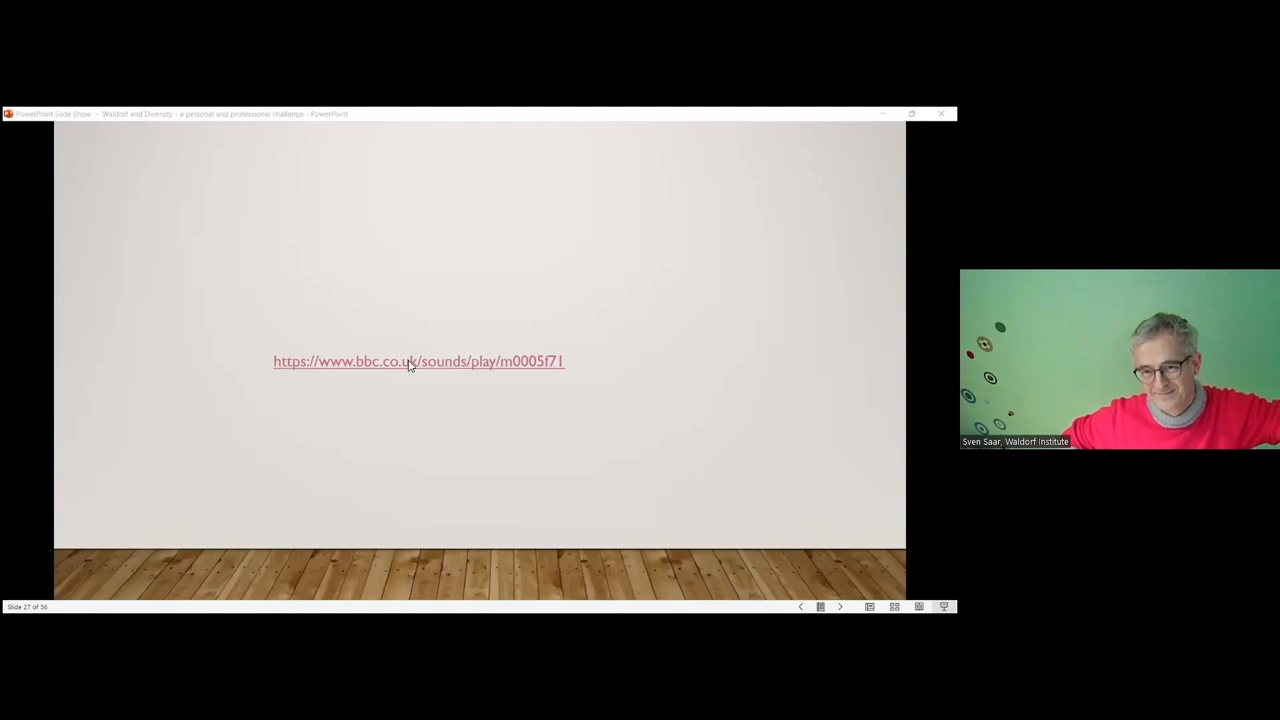 PowerPoint Slide Show - Waldorf and Diversity - a personal and professional challenge - PowerPoint
https://www.bbc.co.uk/sounds/play/m0005f71
Sven Saar, Waldorf Institute
Slide 27 of 56